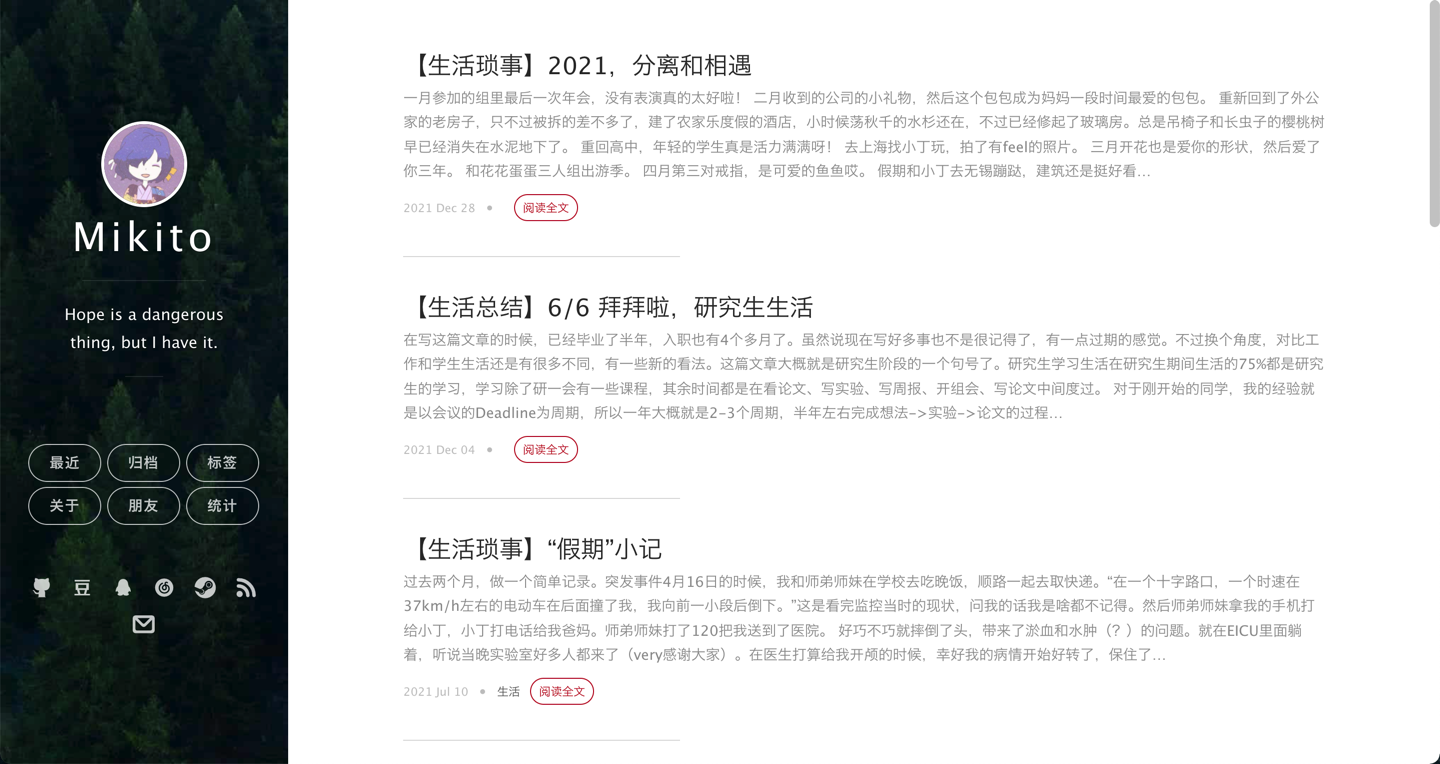 Mikito
Hope is a dangerous
thing, but I have it.
最近 归档 标签
关于 朋友 统计
豆
【生活琐事】2021，分离和相遇
一月参加的组里最后一次年会，没有表演真的太好啦！ 二月收到的公司的小礼物，然后这个包包成为妈妈一段时间最爱的包包。 重新回到了外公
家的老房子，只不过被拆的差不多了，建了农家乐度假的酒店，小时候荡秋千的水杉还在，不过已经修起了玻璃房。总是吊椅子和长虫子的樱桃树
早已经消失在水泥地下了。 重回高中，年轻的学生真是活力满满呀！ 去上海找小丁玩，拍了有feel的照片。 三月开花也是爱你的形状，然后爱了
你三年。 和花花蛋蛋三人组出游季。 四月第三对戒指，是可爱的鱼鱼哎。 假期和小丁去无锡蹦跶，建筑还是挺好看…
2021 Dec 28 • 阅读全文
【生活总结】6/6 拜拜啦，研究生生活
在写这篇文章的时候，已经毕业了半年，入职也有4个多月了。虽然说现在写好多事也不是很记得了，有一点过期的感觉。不过换个角度，对比工
作和学生生活还是有很多不同，有一些新的看法。这篇文章大概就是研究生阶段的一个句号了。研究生学习生活在研究生期间生活的75%都是研究
生的学习，学习除了研一会有一些课程，其余时间都是在看论文、写实验、写周报、开组会、写论文中间度过。 对于刚开始的同学，我的经验就
是以会议的Deadline为周期，所以一年大概就是2-3个周期，半年左右完成想法->实验->论文的过程…
2021 Dec 04 • 阅读全文
【生活琐事】“假期”小记
过去两个月，做一个简单记录。突发事件4月16日的时候，我和师弟师妹在学校去吃晚饭，顺路一起去取快递。“在一个十字路口，一个时速在
37km/h左右的电动车在后面撞了我，我向前一小段后倒下。”这是看完监控当时的现状，问我的话我是啥都不记得。然后师弟师妹拿我的手机打
给小丁，小丁打电话给我爸妈。师弟师妹打了120把我送到了医院。 好巧不巧就摔倒了头，带来了淤血和水肿（？）的问题。就在EICU里面躺
着，听说当晚实验室好多人都来了（very感谢大家）。在医生打算给我开颅的时候，幸好我的病情开始好转了，保住了…
2021 Jul 10 • 生活 阅读全文